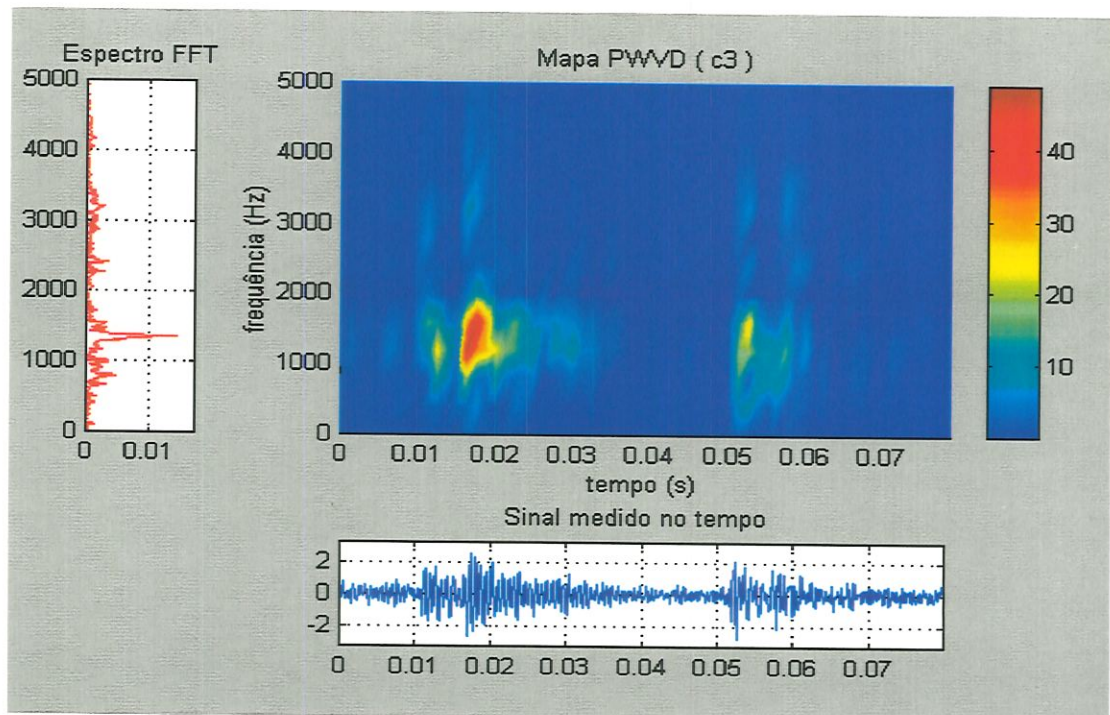 Espectro FFT
5000
4000
3000
2000
1000
0
0 0.01
Mapa PWVD ( c3 )
frequência (Hz)
5000
4000
3000
2000
1000
0
0 0.01 0.02 0.03 0.04 0.05 0.06 0.07
tempo (s)
40
30
20
10
Sinal medido no tempo
2
0
-2
0 0.01 0.02 0.03 0.04 0.05 0.06 0.07